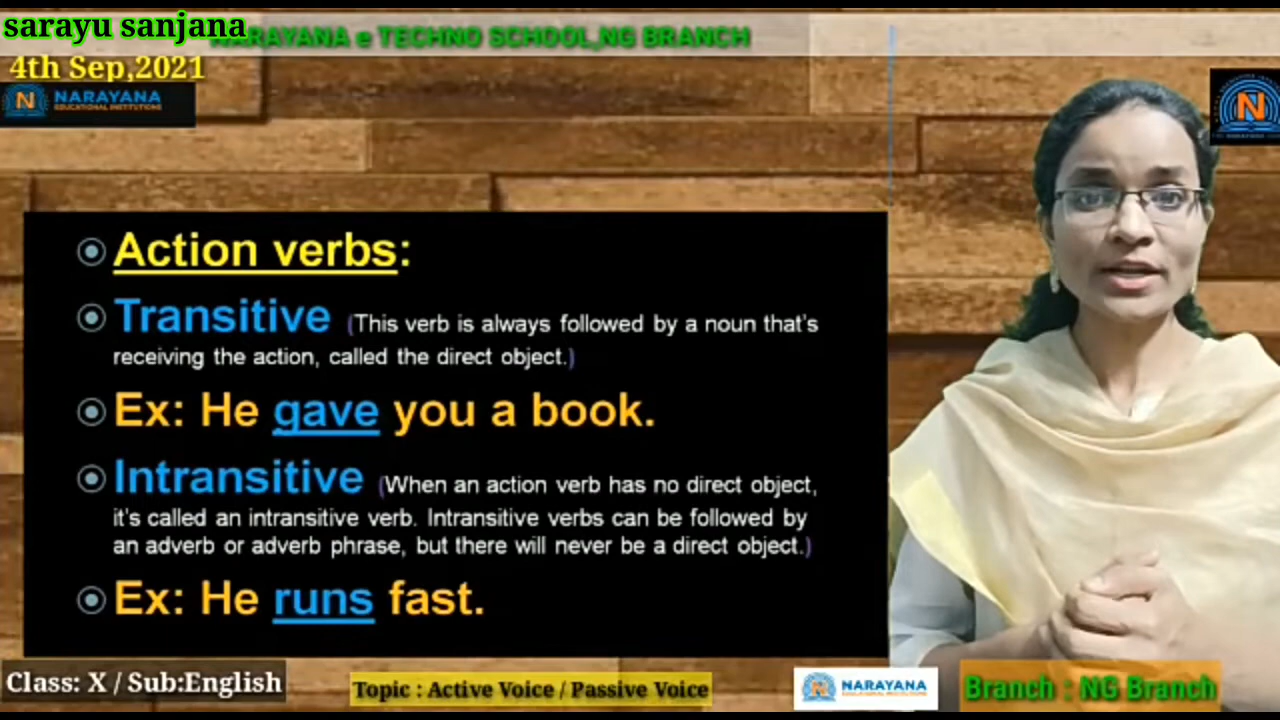 sarayu sanjana
NARAYANA e TECHNO SCHOOL,NG BRANCH
4th Sep,2021
N NARAYANA
EDUCATIONAL INSTITUTIONS
N
Action verbs:
Transitive (This verb is always followed by a noun that's
receiving the action, called the direct object.)
Ex: He gave you a book.
Intransitive (When an action verb has no direct object,
it's called an intransitive verb. Intransitive verbs can be followed by
an adverb or adverb phrase, but there will never be a direct object.)
Ex: He runs fast.
Class: X / Sub:English
Topic : Active Voice / Passive Voice
N NARAYANA
EDUCATIONAL INSTITUTIONS
Branch : NG Branch